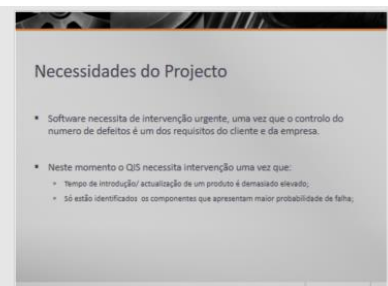 Necessidades do Projecto
▪ Software necessita de intervenção urgente, uma vez que o controlo do
numero de defeitos é um dos requisitos do cliente e da empresa.
▪ Neste momento o QIS necessita intervenção uma vez que:
▪ Tempo de introdução/ actualização de um produto é demasiado elevado;
▪ Só estão identificados os componentes que apresentam maior probabilidade de falha;